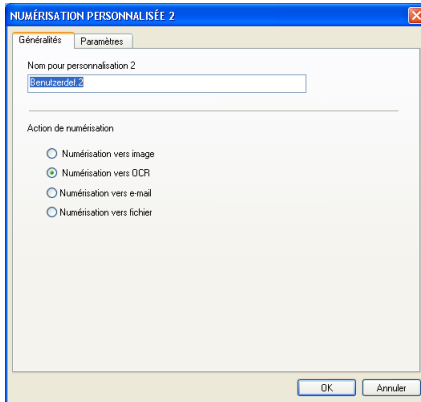 NUMÉRISATION PERSONNALISÉE 2
Généralités
Paramètres
Nom pour personnalisation 2
Benutzerdef.2
Action de numérisation
Numérisation vers image
Numérisation vers OCR
Numérisation vers e-mail
Numérisation vers fichier
OK
Annuler